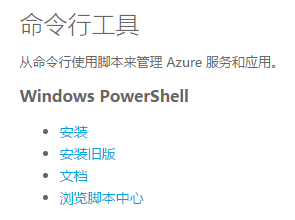 命令行工具
从命令行使用脚本来管理 Azure 服务和应用。
Windows PowerShell
安装
安装旧版
文档
浏览脚本中心